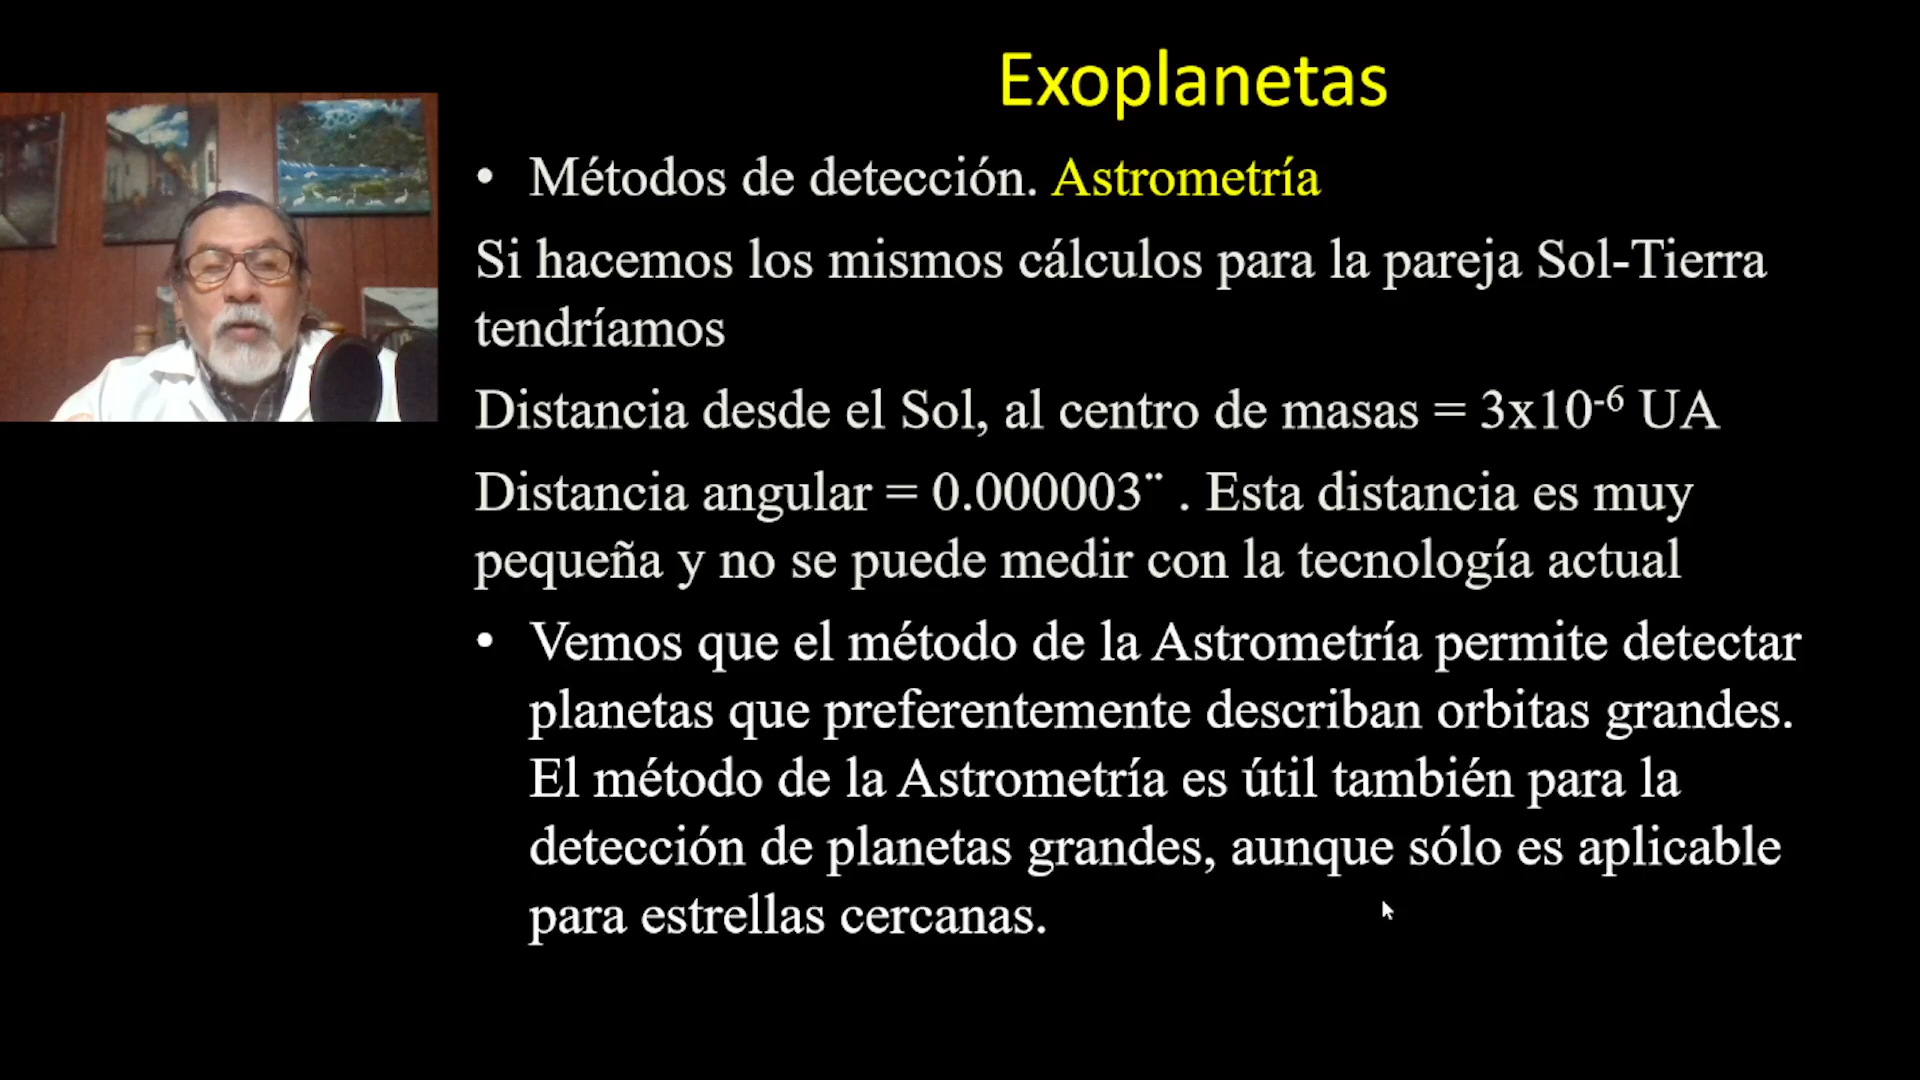 Exoplanetas
• Métodos de detección. Astrometría
Si hacemos los mismos cálculos para la pareja Sol-Tierra
tendríamos
Distancia desde el Sol, al centro de masas = 3x10⁻⁶ UA
Distancia angular = 0.000003¨ . Esta distancia es muy
pequeña y no se puede medir con la tecnología actual
• Vemos que el método de la Astrometría permite detectar
planetas que preferentemente describan orbitas grandes.
El método de la Astrometría es útil también para la
detección de planetas grandes, aunque sólo es aplicable
para estrellas cercanas.